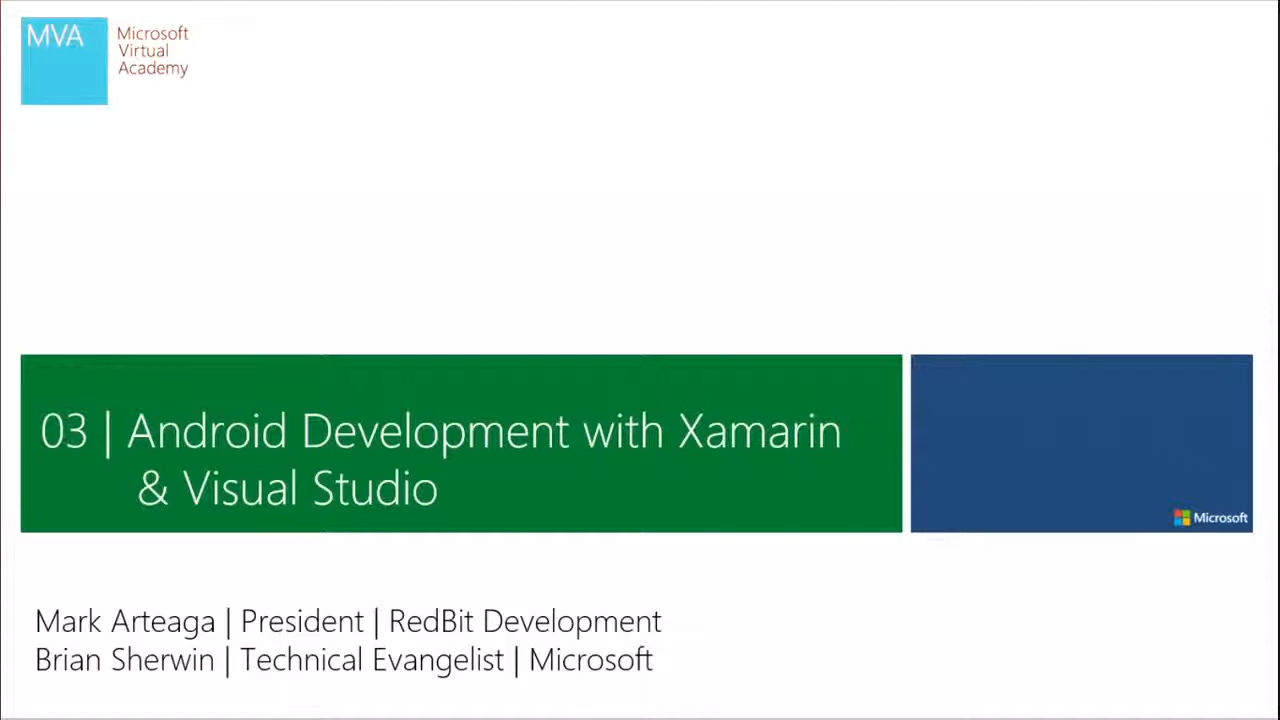 MVA
Microsoft
Virtual
Academy
03 | Android Development with Xamarin
& Visual Studio
Microsoft
Mark Arteaga | President | RedBit Development
Brian Sherwin | Technical Evangelist | Microsoft